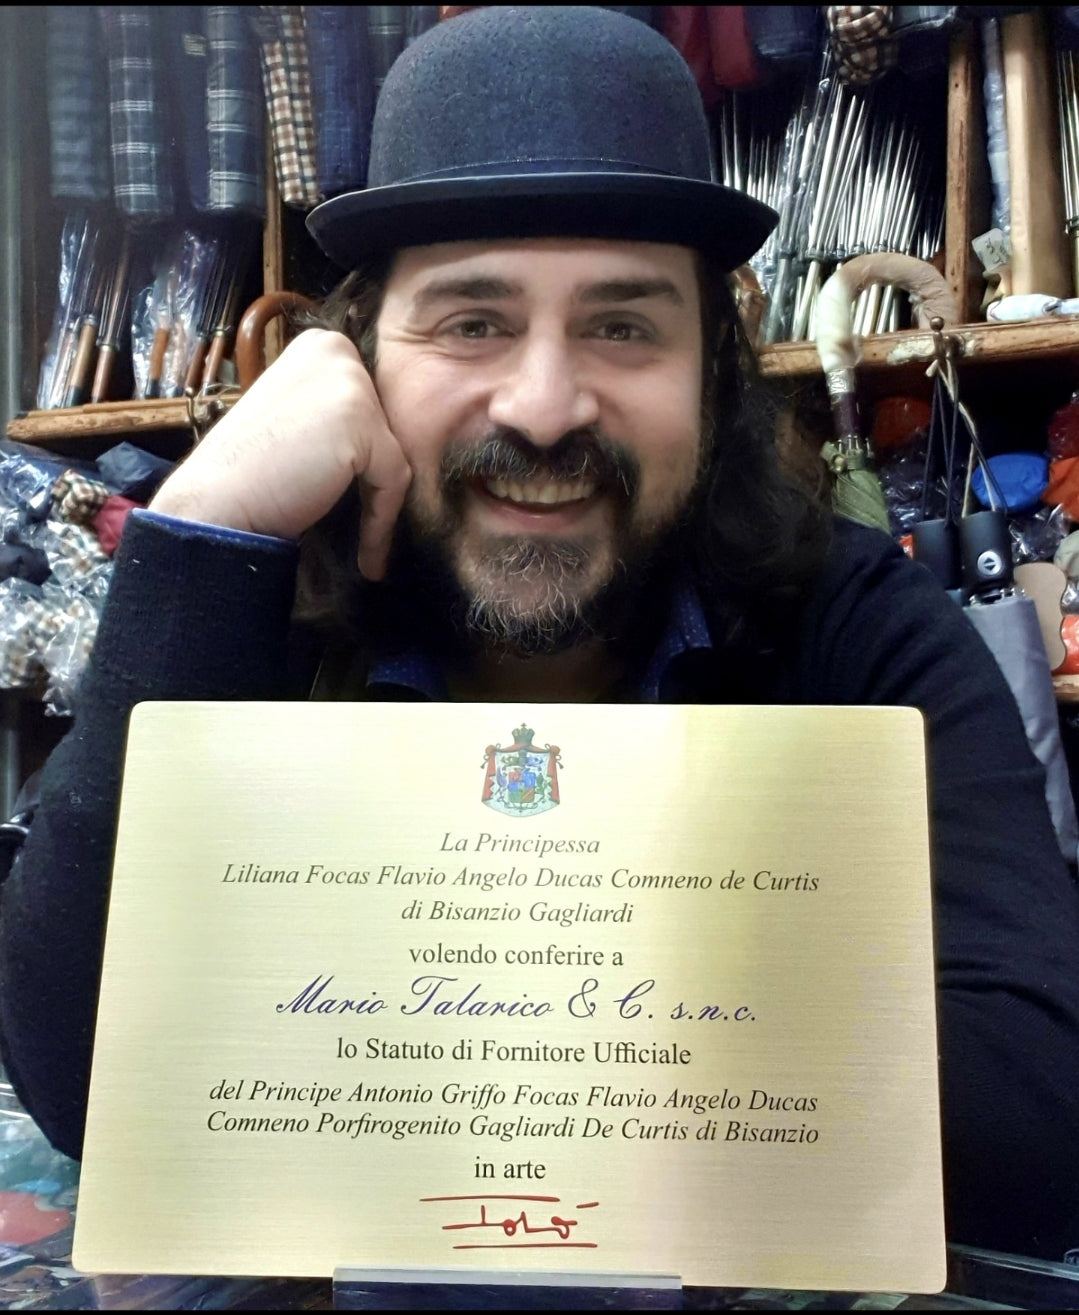 La Principessa
Liliana Focas Flavio Angelo Ducas Comneno de Curtis
di Bisanzio Gagliardi
volendo conferire a
Mario Talarico & C. s.n.c.
lo Statuto di Fornitore Ufficiale
del Principe Antonio Griffo Focas Flavio Angelo Ducas
Comneno Porfirogenito Gagliardi De Curtis di Bisanzio
in arte
Totò